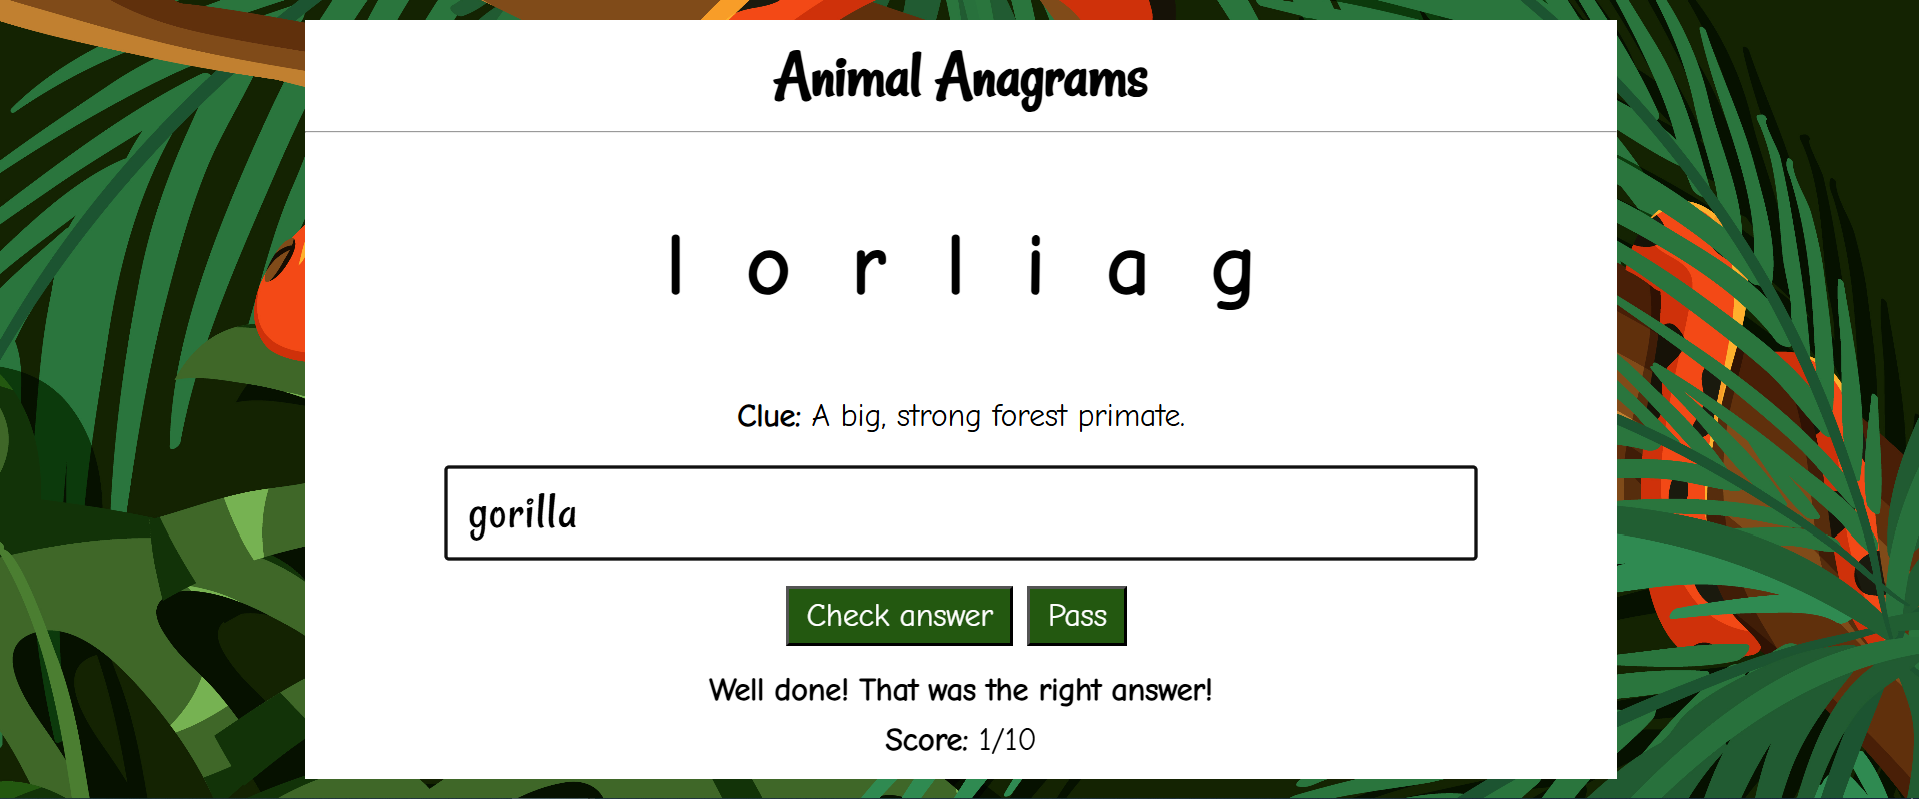 Animal Anagrams
l o r l i a g
Clue: A big, strong forest primate.
gorilla
Check answer Pass
Well done! That was the right answer!
Score: 1/10